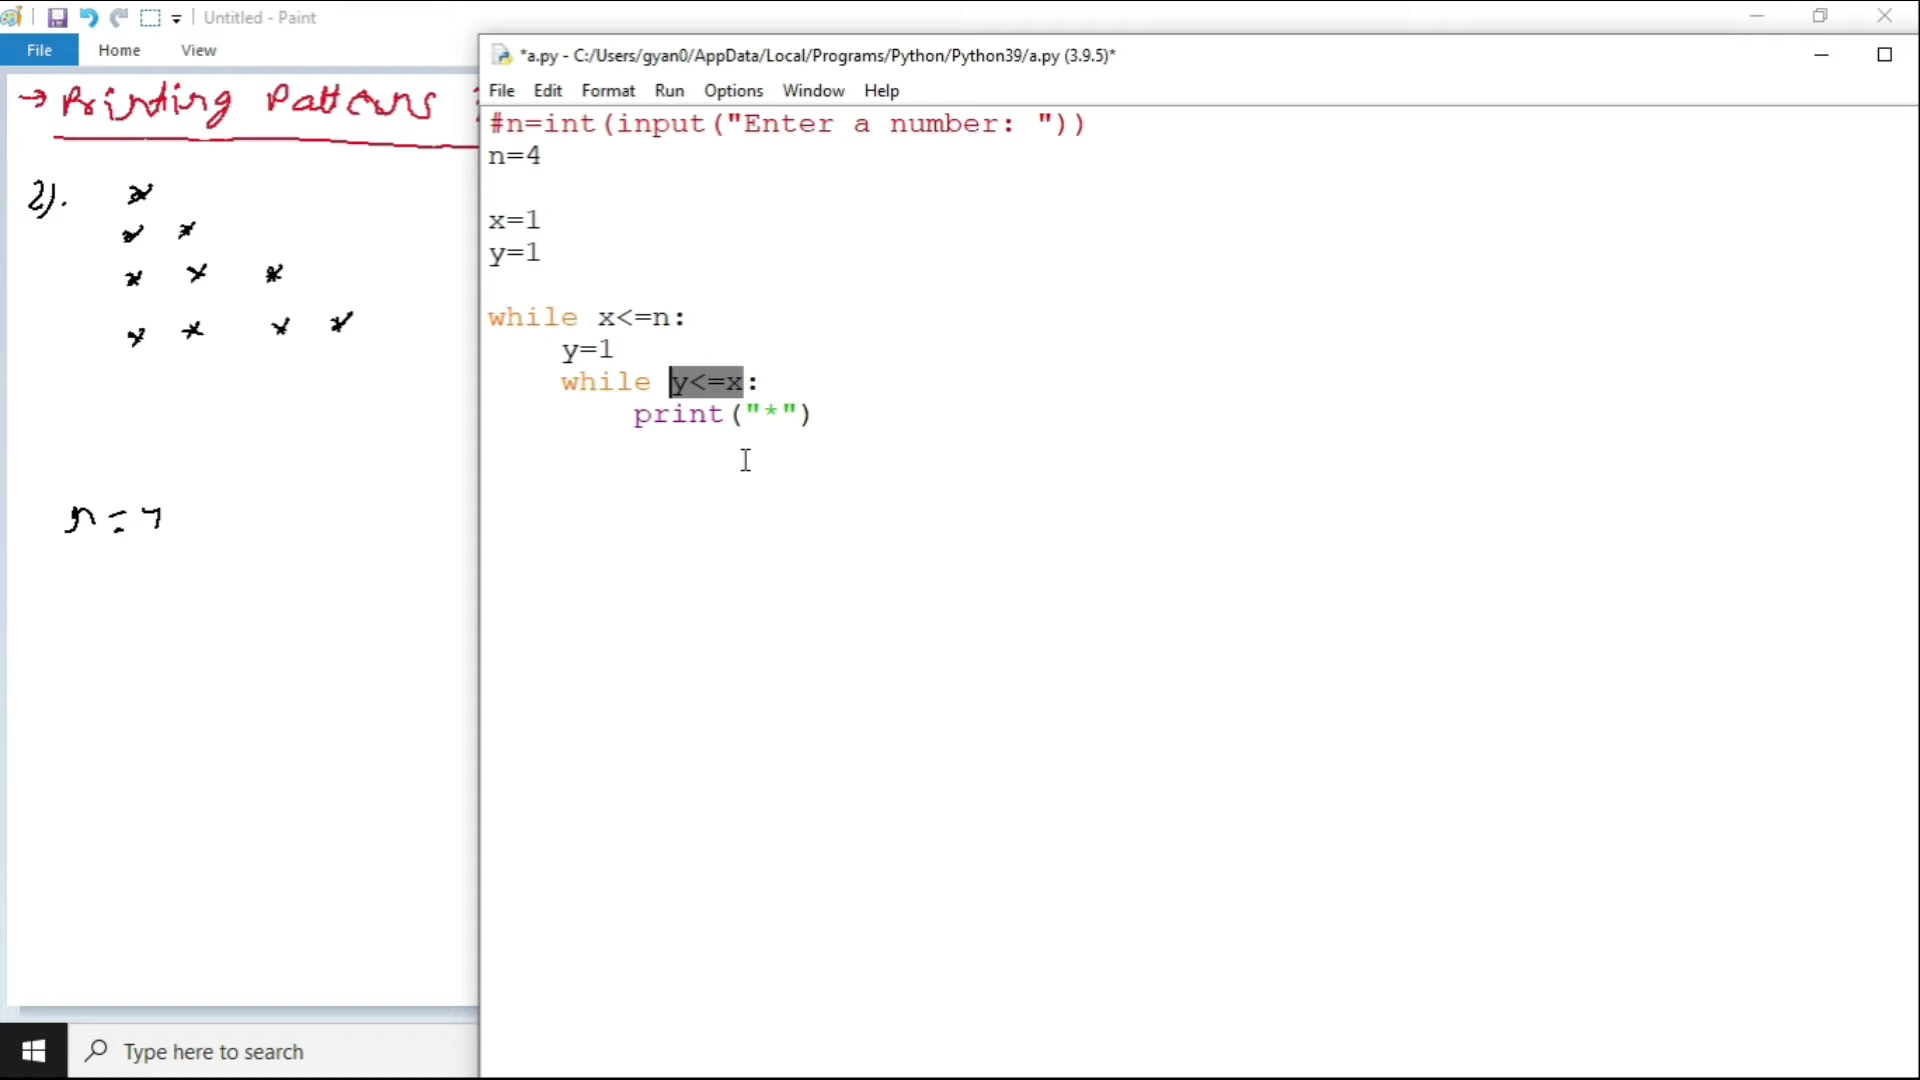 Untitled - Paint
File Home View
→ Printing Patterns
2).
*
* *
* * *
* * * *
n =
*a.py - C:/Users/gyan0/AppData/Local/Programs/Python/Python39/a.py (3.9.5)*
File Edit Format Run Options Window Help
#n=int(input("Enter a number: "))
n=4
x=1
y=1
while x<=n:
y=1
while y<=x:
print("*")
Type here to search